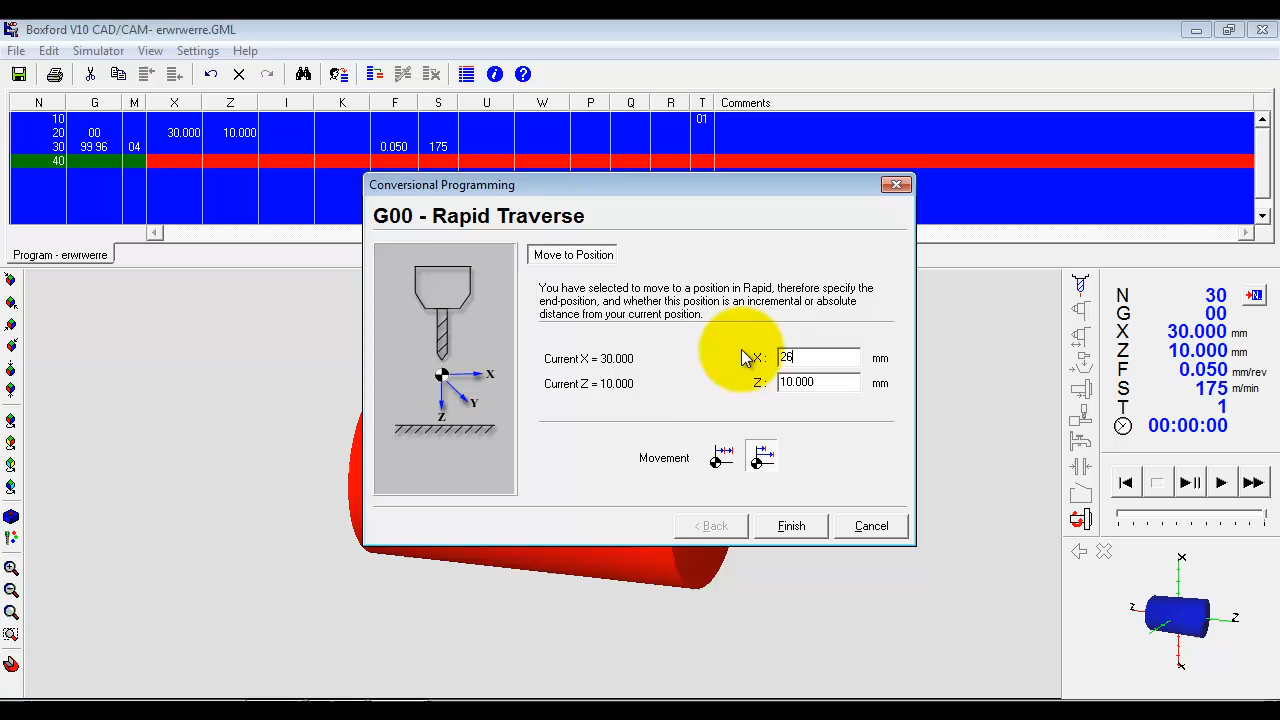 Boxford V10 CAD/CAM- erwrwerre.GML
File Edit Simulator View Settings Help
N G M X Z I K F S U W P Q R T Comments
10 01
20 00 30.000 10.000
30 99 96 04 0.050 175
40
Program - erwrwerre
Conversional Programming
G00 - Rapid Traverse
Move to Position
You have selected to move to a position in Rapid, therefore specify the
end-position, and whether this position is an incremental or absolute
distance from your current position.
Current X = 30.000 X : 26 mm
Current Z = 10.000 Z : 10.000 mm
Movement
< Back Finish Cancel
X
Y
Z
N 30 N
G 00
X 30.000 mm
Z 10.000 mm
F 0.050 mm/rev
S 175 m/min
T 1
00:00:00
X
Z Z
X